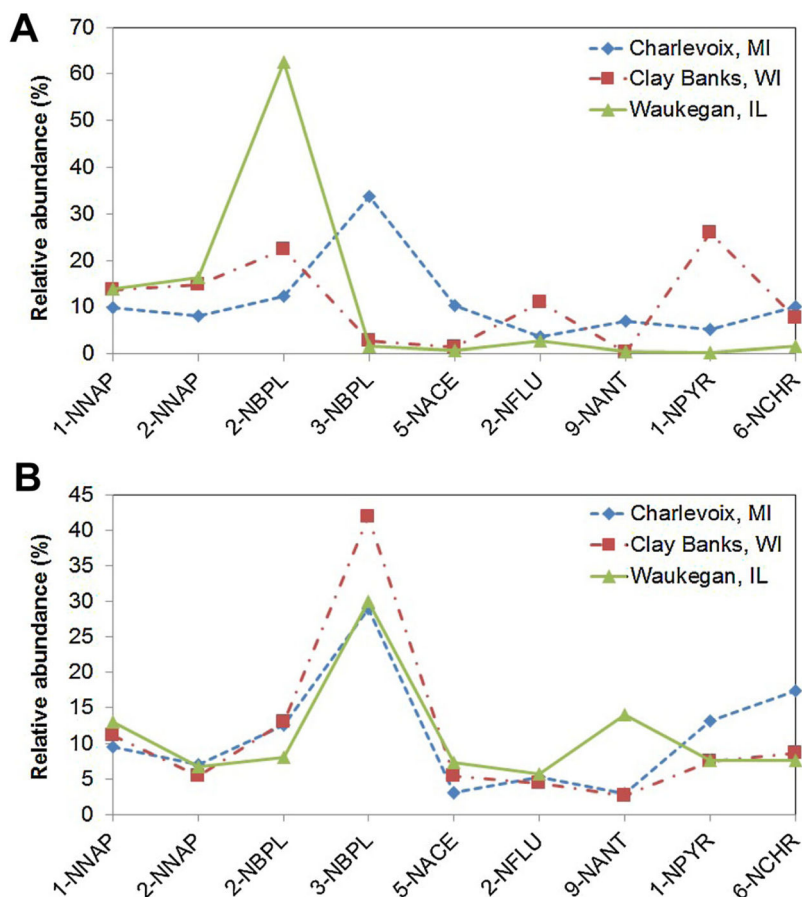 A
Relative abundance (%)
70
60
50
40
30
20
10
0
Charlevoix, MI
Clay Banks, WI
Waukegan, IL
1-NNAP
2-NNAP
2-NBPL
3-NBPL
5-NACE
2-NFLU
9-NANT
1-NPYR
6-NCHR
B
Relative abundance (%)
45
40
35
30
25
20
15
10
5
0
Charlevoix, MI
Clay Banks, WI
Waukegan, IL
1-NNAP
2-NNAP
2-NBPL
3-NBPL
5-NACE
2-NFLU
9-NANT
1-NPYR
6-NCHR